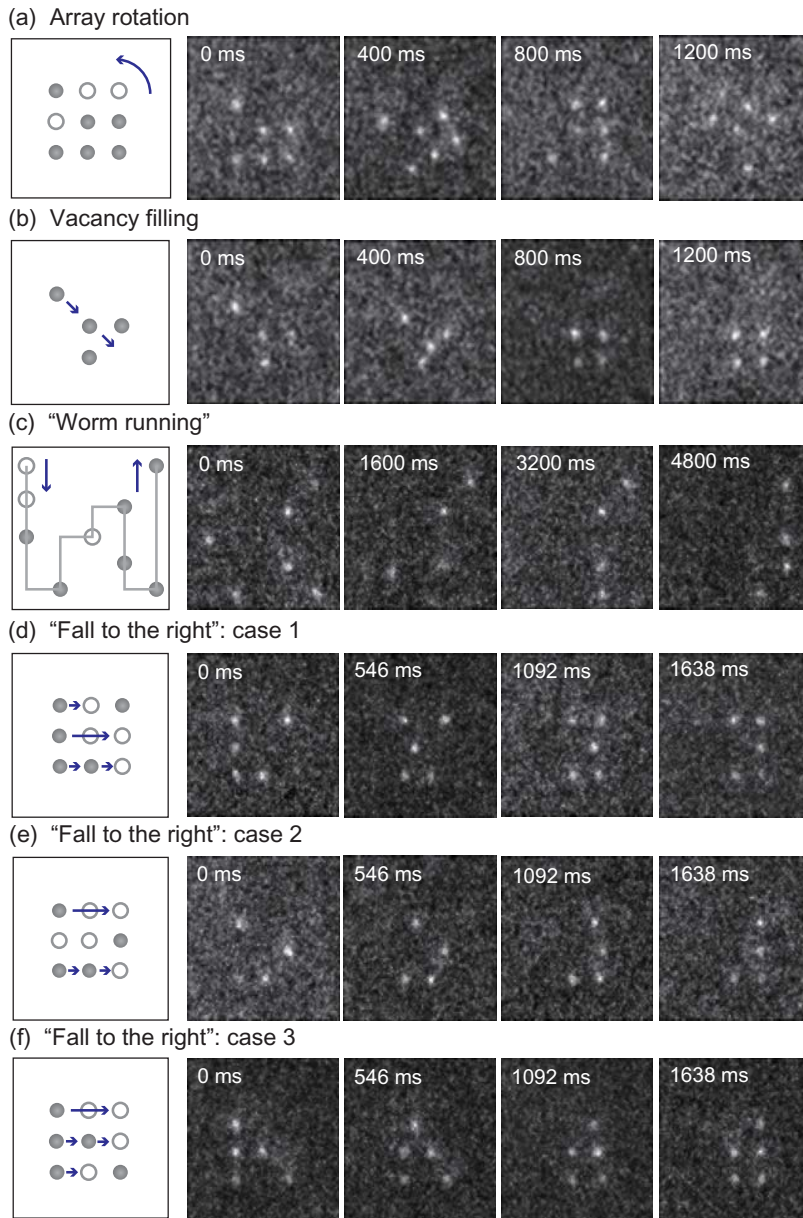 (a) Array rotation
0 ms 400 ms 800 ms 1200 ms
(b) Vacancy filling
0 ms 400 ms 800 ms 1200 ms
(c) “Worm running”
0 ms 1600 ms 3200 ms 4800 ms
(d) “Fall to the right”: case 1
0 ms 546 ms 1092 ms 1638 ms
(e) “Fall to the right”: case 2
0 ms 546 ms 1092 ms 1638 ms
(f) “Fall to the right”: case 3
0 ms 546 ms 1092 ms 1638 ms